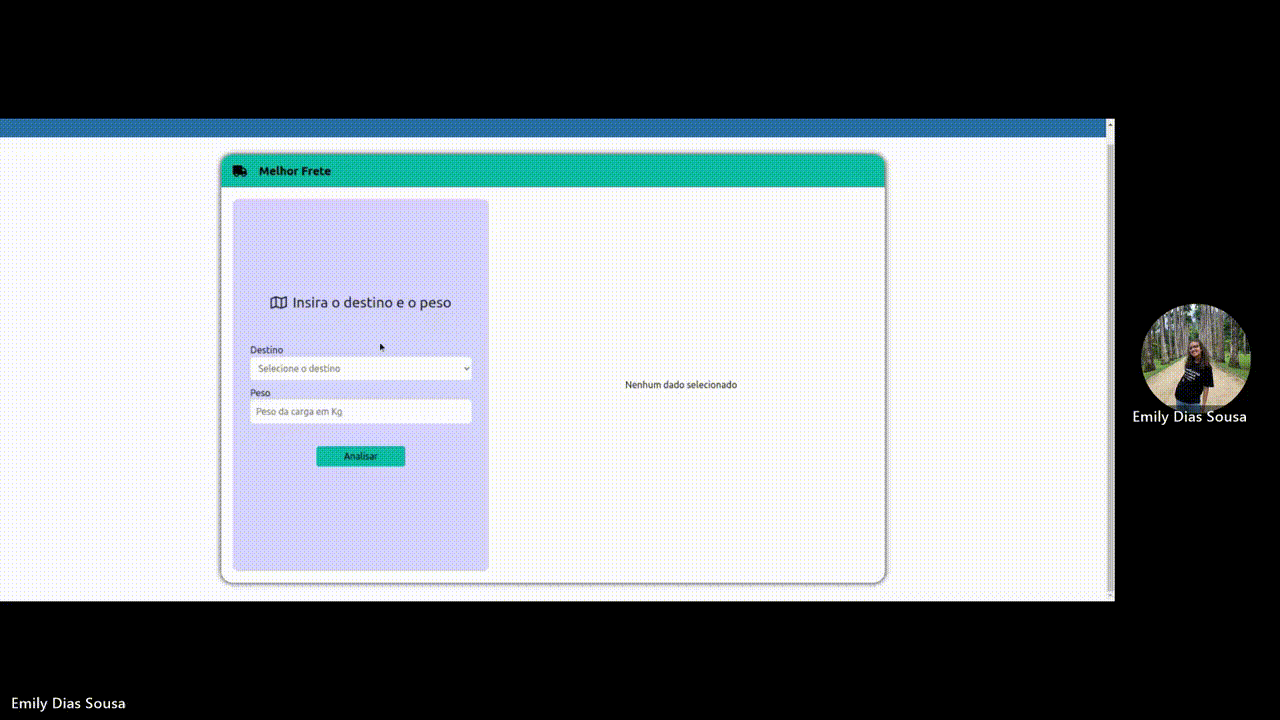 Melhor Frete
Insira o destino e o peso
Destino
Selecione o destino
Peso
Peso da carga em Kg
Analisar
Nenhum dado selecionado
Emily Dias Sousa
Emily Dias Sousa